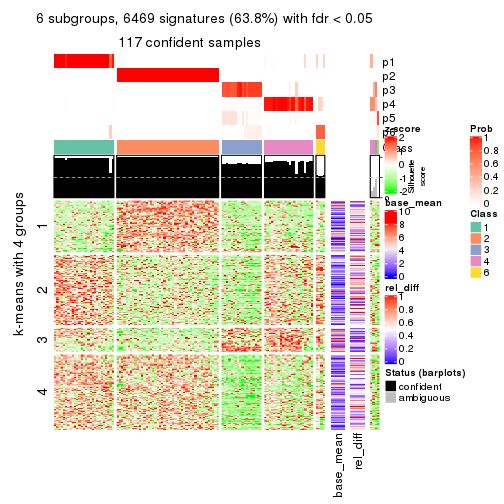 6 subgroups, 6469 signatures (63.8%) with fdr < 0.05
117 confident samples
p1
p2
p3
p4
p5
p6
Class
Silhouette
score
k-means with 4 groups
1
2
3
4
base_mean
rel_diff
z-score
2
1
0
-1
-2
base_mean
10
8
6
4
2
0
rel_diff
1
0.8
0.6
0.4
0.2
0
Status (barplots)
confident
ambiguous
Prob
1
0.8
0.6
0.4
0.2
0
Class
1
2
3
4
6